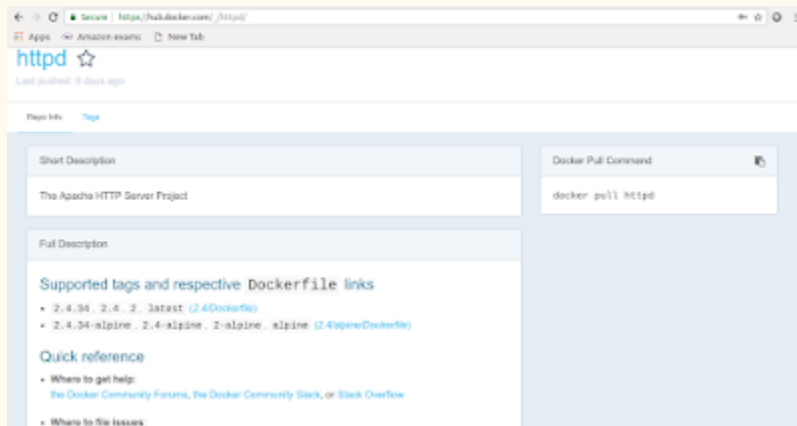 Secure https://hub.docker.com/_/httpd/
Apps Amazon exams New Tab
httpd
Last pushed: 8 days ago
Repo Info Tags
Short Description
The Apache HTTP Server Project
Docker Pull Command
docker pull httpd
Full Description
Supported tags and respective Dockerfile links
2.4.34, 2.4, 2, latest (2.4/Dockerfile)
2.4.34-alpine, 2.4-alpine, 2-alpine, alpine (2.4/alpine/Dockerfile)
Quick reference
Where to get help:
the Docker Community Forums, the Docker Community Slack, or Stack Overflow
Where to file issues: